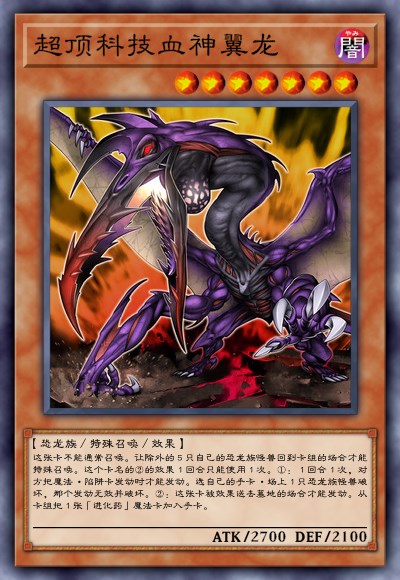 超顶科技血神翼龙
やみ
闇
【恐龙族／特殊召唤／效果】
这张卡不能通常召唤。让除外的5只自己的恐龙族怪兽回到卡组的场合才能
特殊召唤。这个卡名的②的效果1回合只能使用1次。①：1回合1次，对
方把魔法·陷阱卡发动时才能发动。选自己的手卡·场上1只恐龙族怪兽破
坏，那个发动无效并破坏。②：这张卡被效果送去墓地的场合才能发动。从
卡组把1张「进化药」魔法卡加入手卡。
ATK/2700 DEF/2100